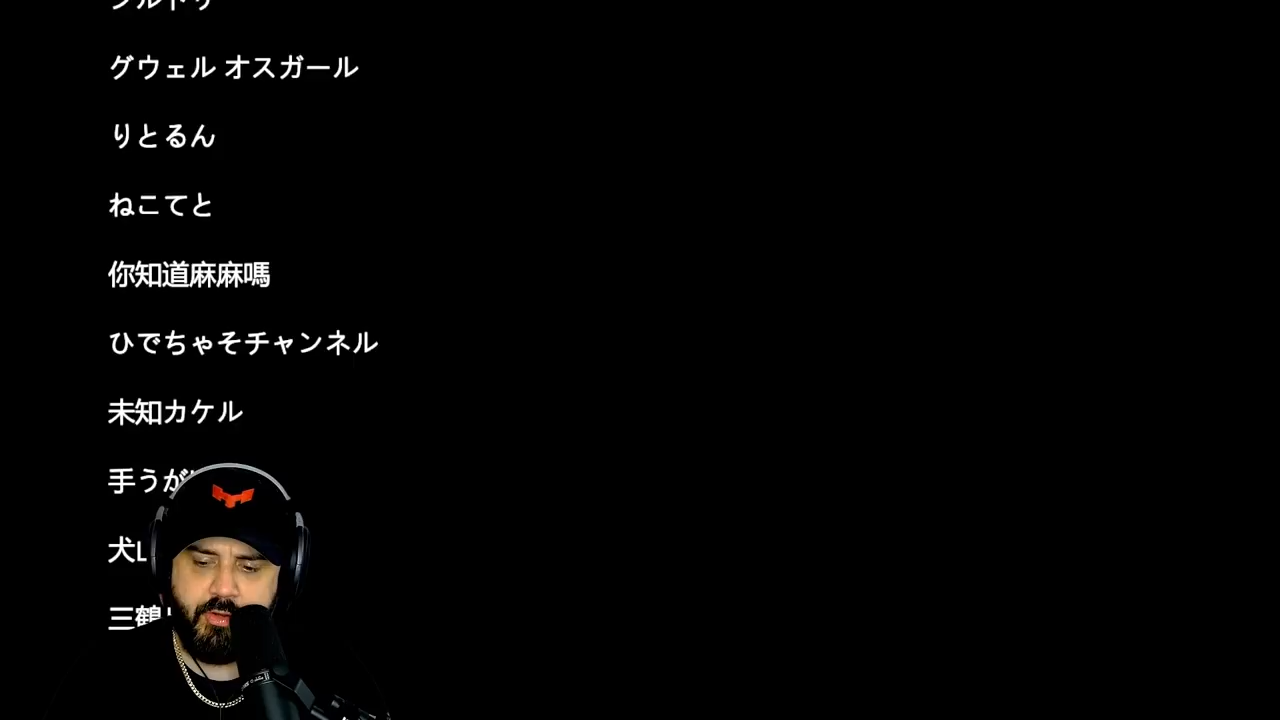 グウェル オスガール
りとるん
ねこてと
你知道麻麻嗎
ひでちゃそチャンネル
未知カケル
手うが
犬
三鶴